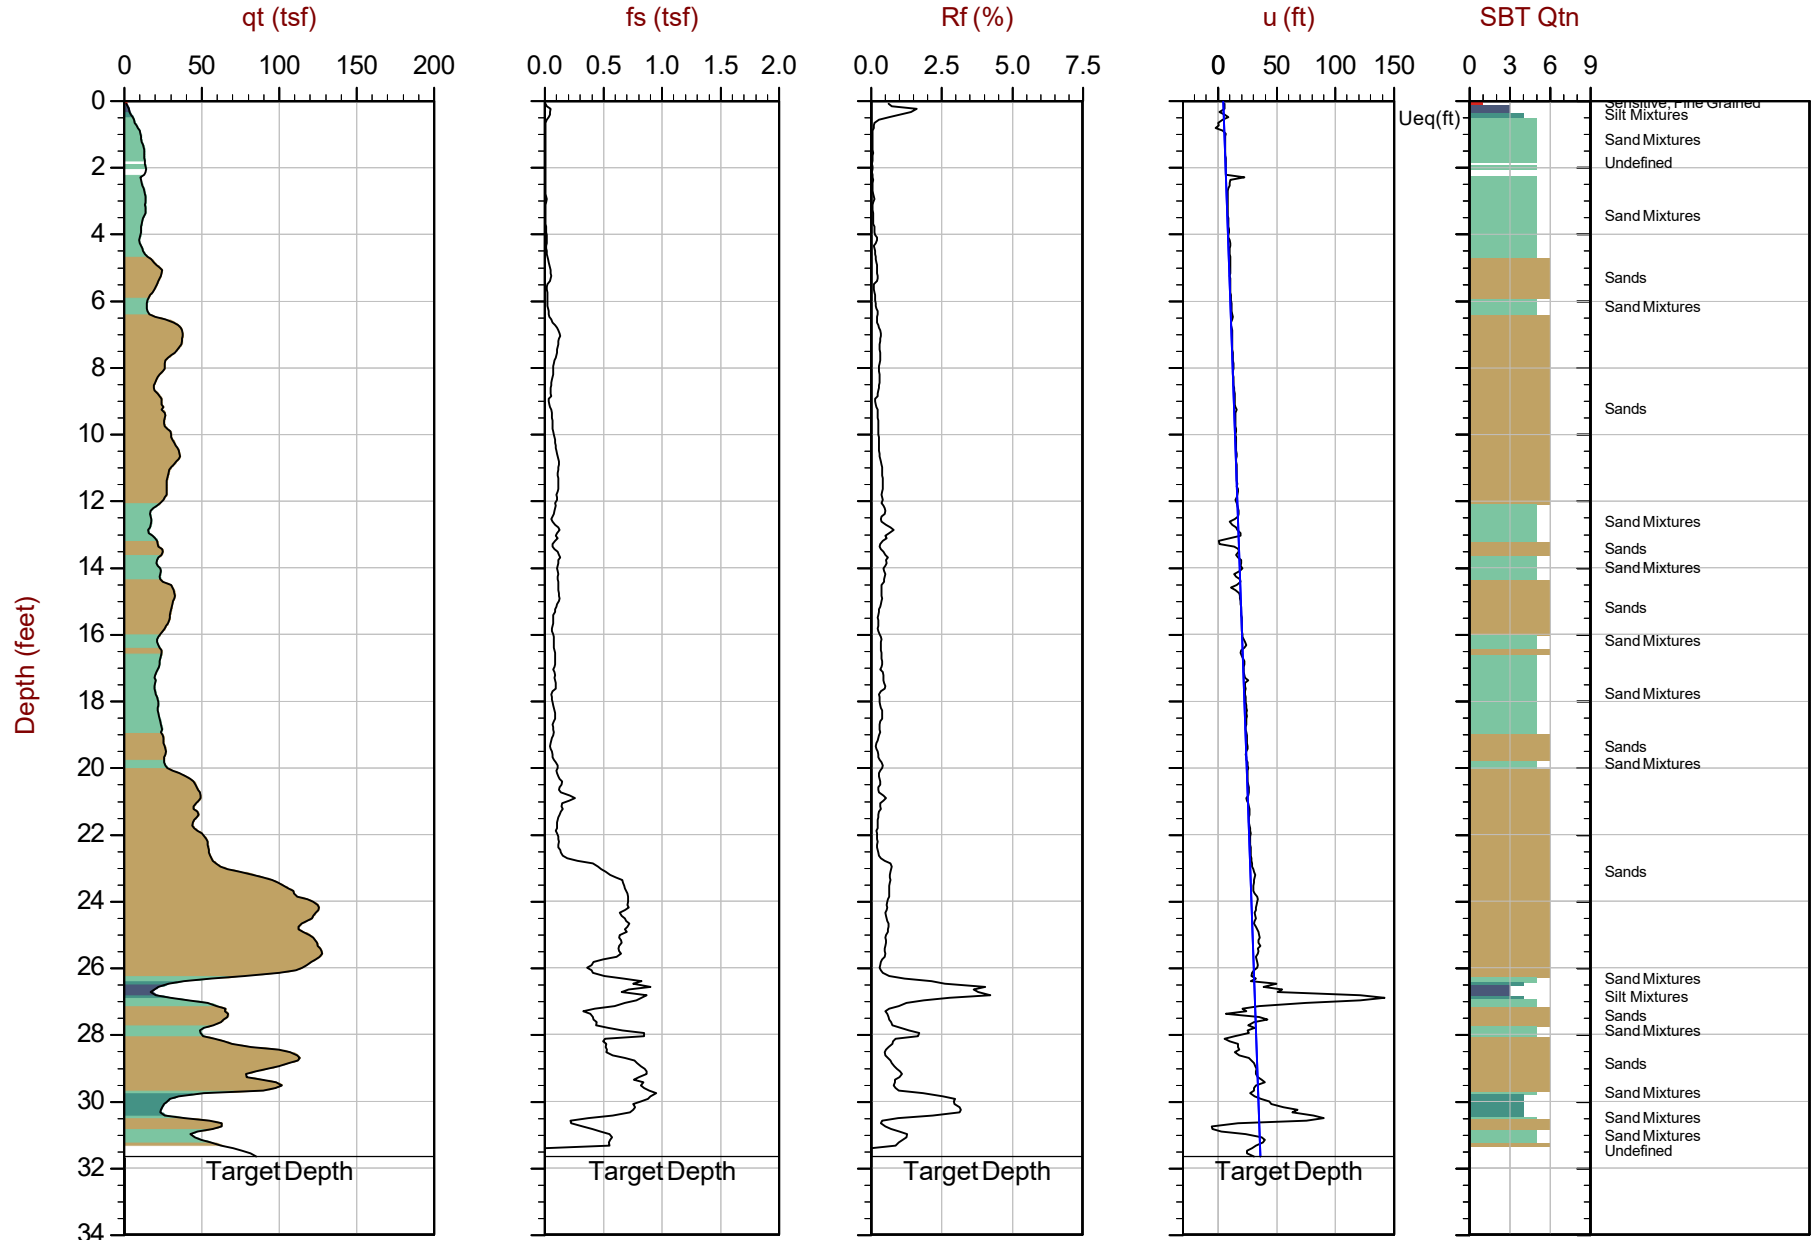 qt (tsf) fs (tsf) Rf (%) u (ft) SBT Qtn
0 50 100 150 200 0.0 0.5 1.0 1.5 2.0 0.0 2.5 5.0 7.5 0 50 100 150 0 3 6 9
Depth (feet)
0
2
4
6
8
10
12
14
16
18
20
22
24
26
28
30
32
34
Ueq(ft)
Sensitive, Fine Grained
Silt Mixtures
Sand Mixtures
Undefined
Sand Mixtures
Sands
Sand Mixtures
Sands
Sand Mixtures
Sands
Sand Mixtures
Sands
Sand Mixtures
Sand Mixtures
Sands
Sand Mixtures
Sands
Sand Mixtures
Silt Mixtures
Sands
Sand Mixtures
Sands
Sand Mixtures
Sand Mixtures
Sand Mixtures
Undefined
Target Depth Target Depth Target Depth Target Depth